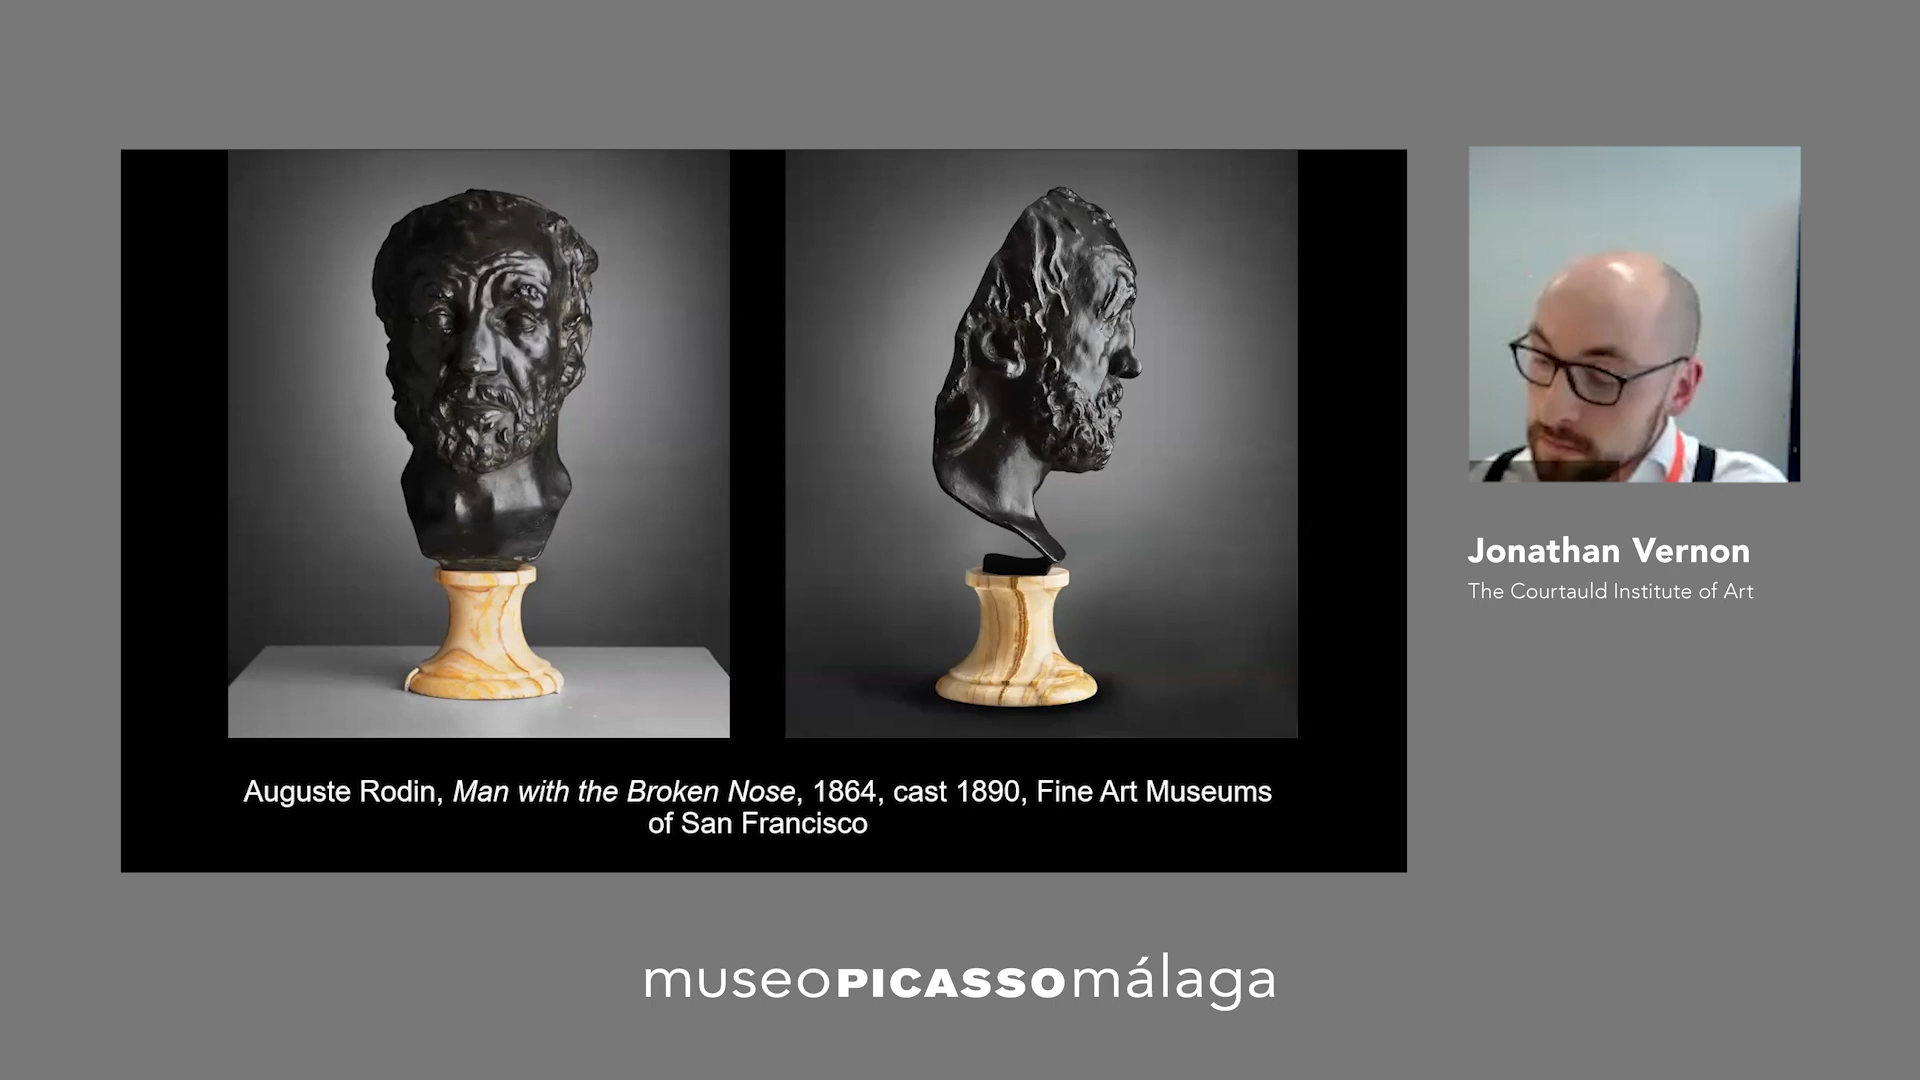 Auguste Rodin, Man with the Broken Nose, 1864, cast 1890, Fine Art Museums
of San Francisco
Jonathan Vernon
The Courtauld Institute of Art
museoPICASSOmálaga